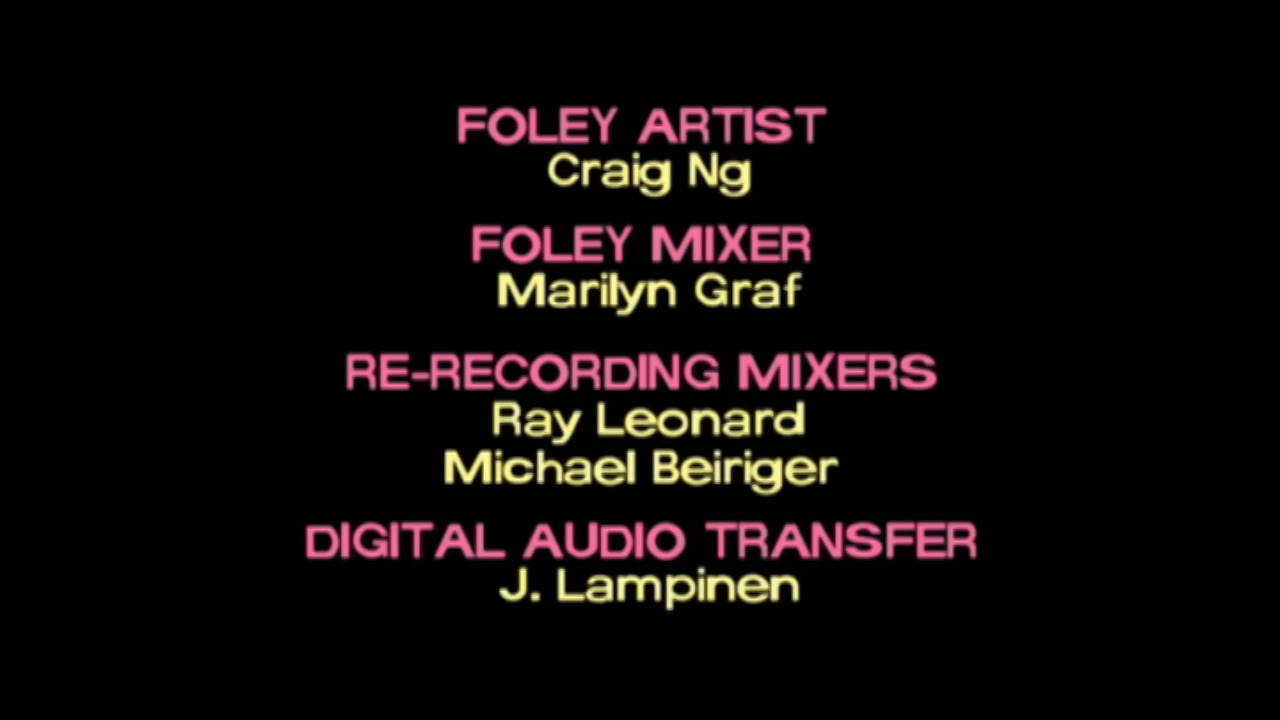 FOLEY ARTIST
Craig Ng
FOLEY MIXER
Marilyn Graf
RE-RECORDING MIXERS
Ray Leonard
Michael Beiriger
DIGITAL AUDIO TRANSFER
J. Lampinen